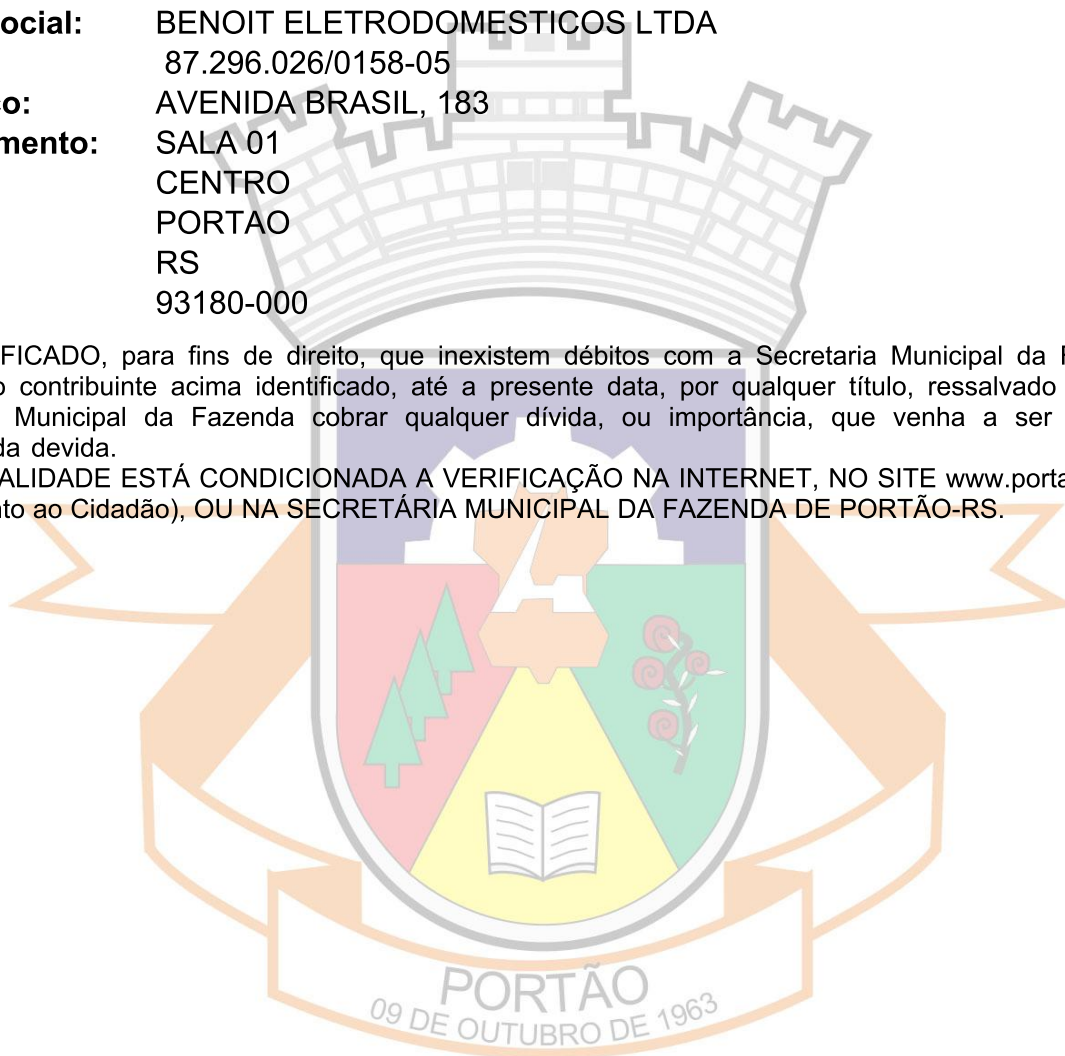 ocial: BENOIT ELETRODOMESTICOS LTDA
87.296.026/0158-05
o: AVENIDA BRASIL, 183
mento: SALA 01
CENTRO
PORTAO
RS
93180-000
FICADO, para fins de direito, que inexistem débitos com a Secretaria Municipal da F
o contribuinte acima identificado, até a presente data, por qualquer título, ressalvado
Municipal da Fazenda cobrar qualquer dívida, ou importância, que venha a ser
da devida.
ALIDADE ESTÁ CONDICIONADA A VERIFICAÇÃO NA INTERNET, NO SITE www.porta
nto ao Cidadão), OU NA SECRETÁRIA MUNICIPAL DA FAZENDA DE PORTÃO-RS.
PORTÃO
09 DE OUTUBRO DE 1963